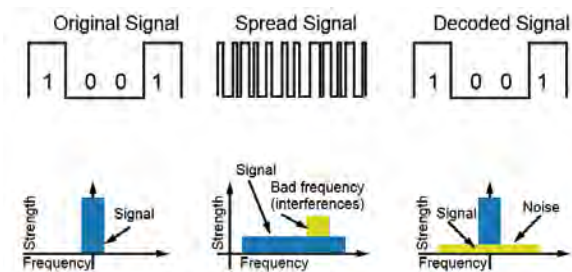 Original Signal
Spread Signal
Decoded Signal
1 0 0 1
1 0 0 1
Strength
Signal
Frequency
Strength
Signal
Bad frequency
(interferences)
Frequency
Strength
Signal
Noise
Frequency